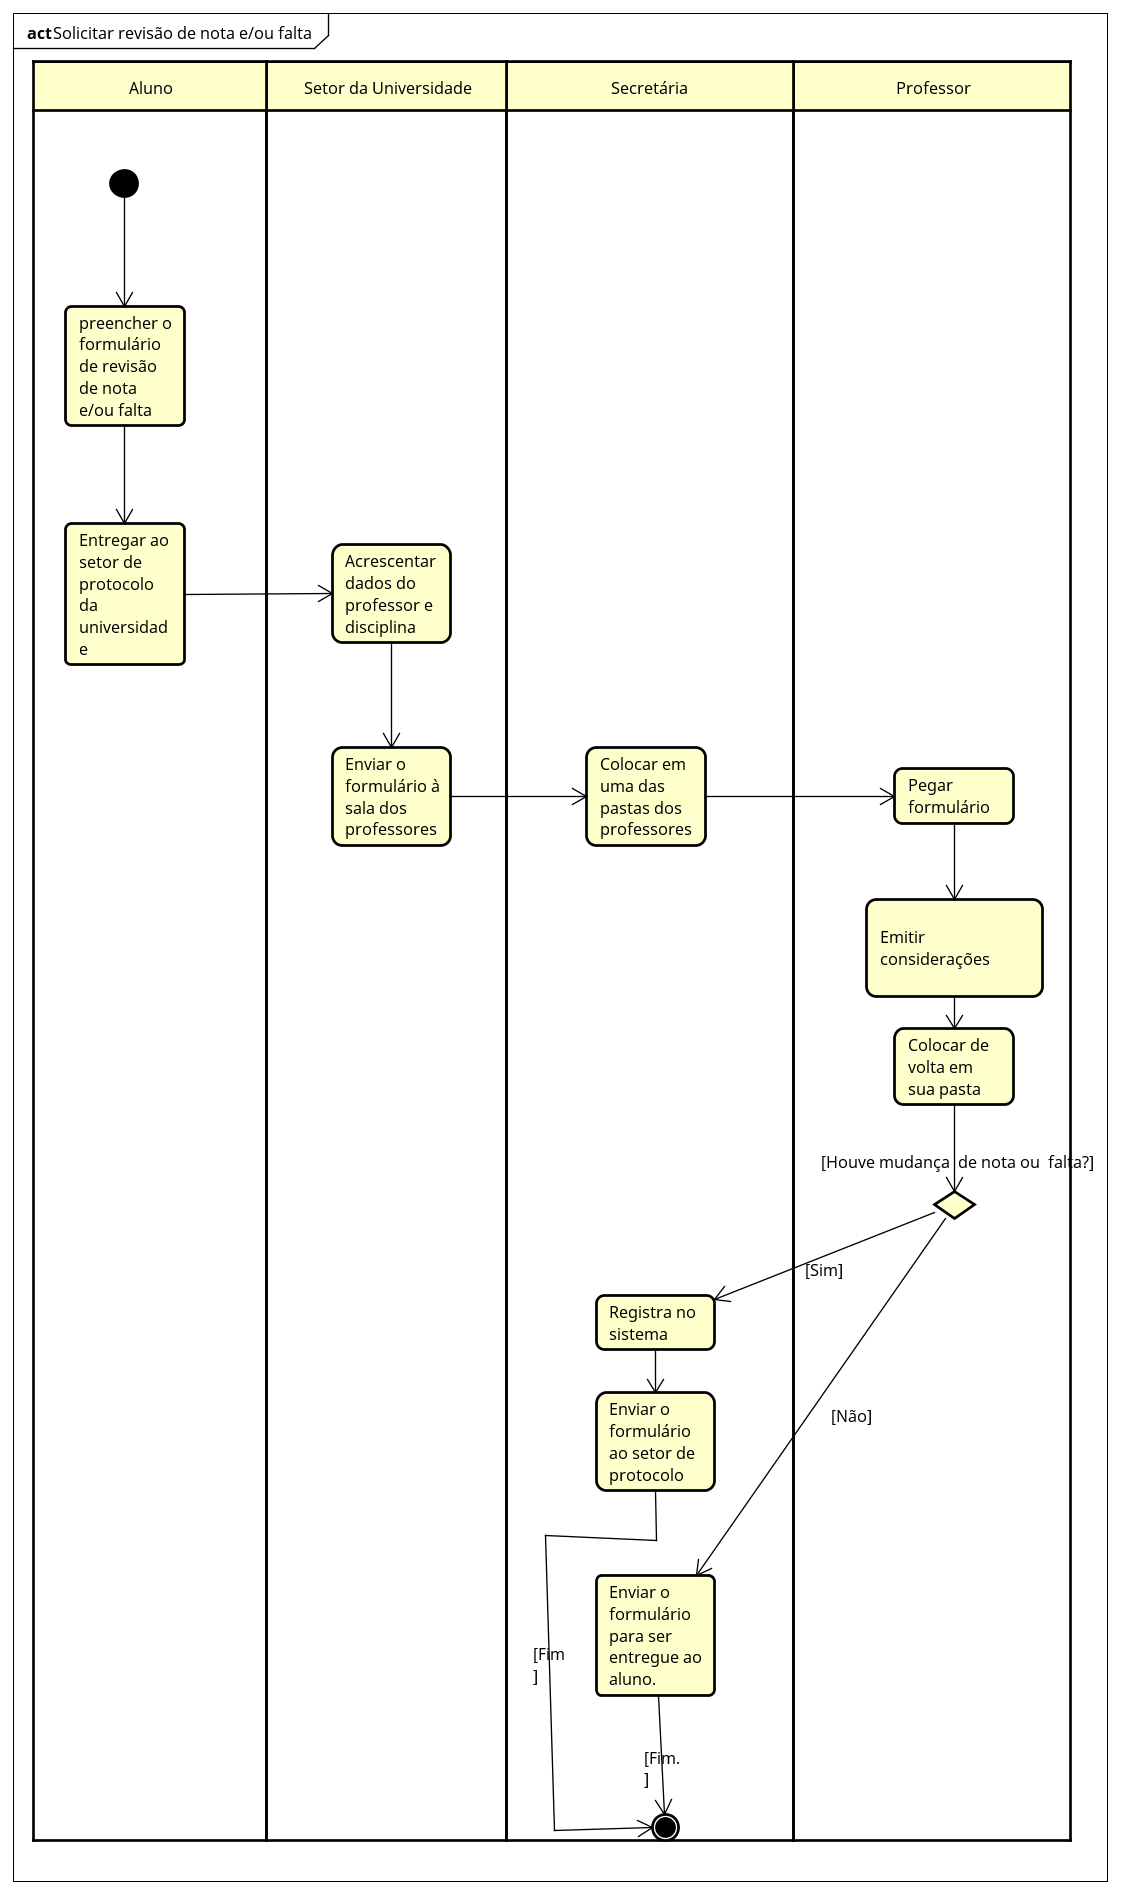 act Solicitar revisão de nota e/ou falta
Aluno
Setor da Universidade
Secretária
Professor
preencher o
formulário
de revisão
de nota
e/ou falta
Entregar ao
setor de
protocolo
da
universidad
e
Acrescentar
dados do
professor e
disciplina
Enviar o
formulário à
sala dos
professores
Colocar em
uma das
pastas dos
professores
Pegar
formulário
Emitir
considerações
Colocar de
volta em
sua pasta
[Houve mudança  de nota ou  falta?]
[Sim]
Registra no
sistema
Enviar o
formulário
ao setor de
protocolo
[Não]
Enviar o
formulário
para ser
entregue ao
aluno.
[Fim
]
[Fim.
]